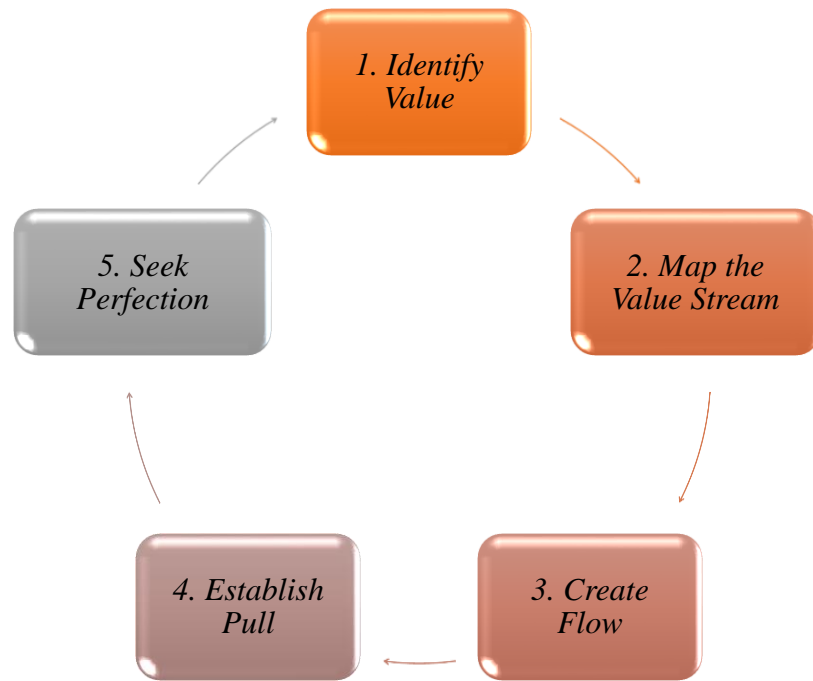 1. Identify
Value
2. Map the
Value Stream
3. Create
Flow
4. Establish
Pull
5. Seek
Perfection